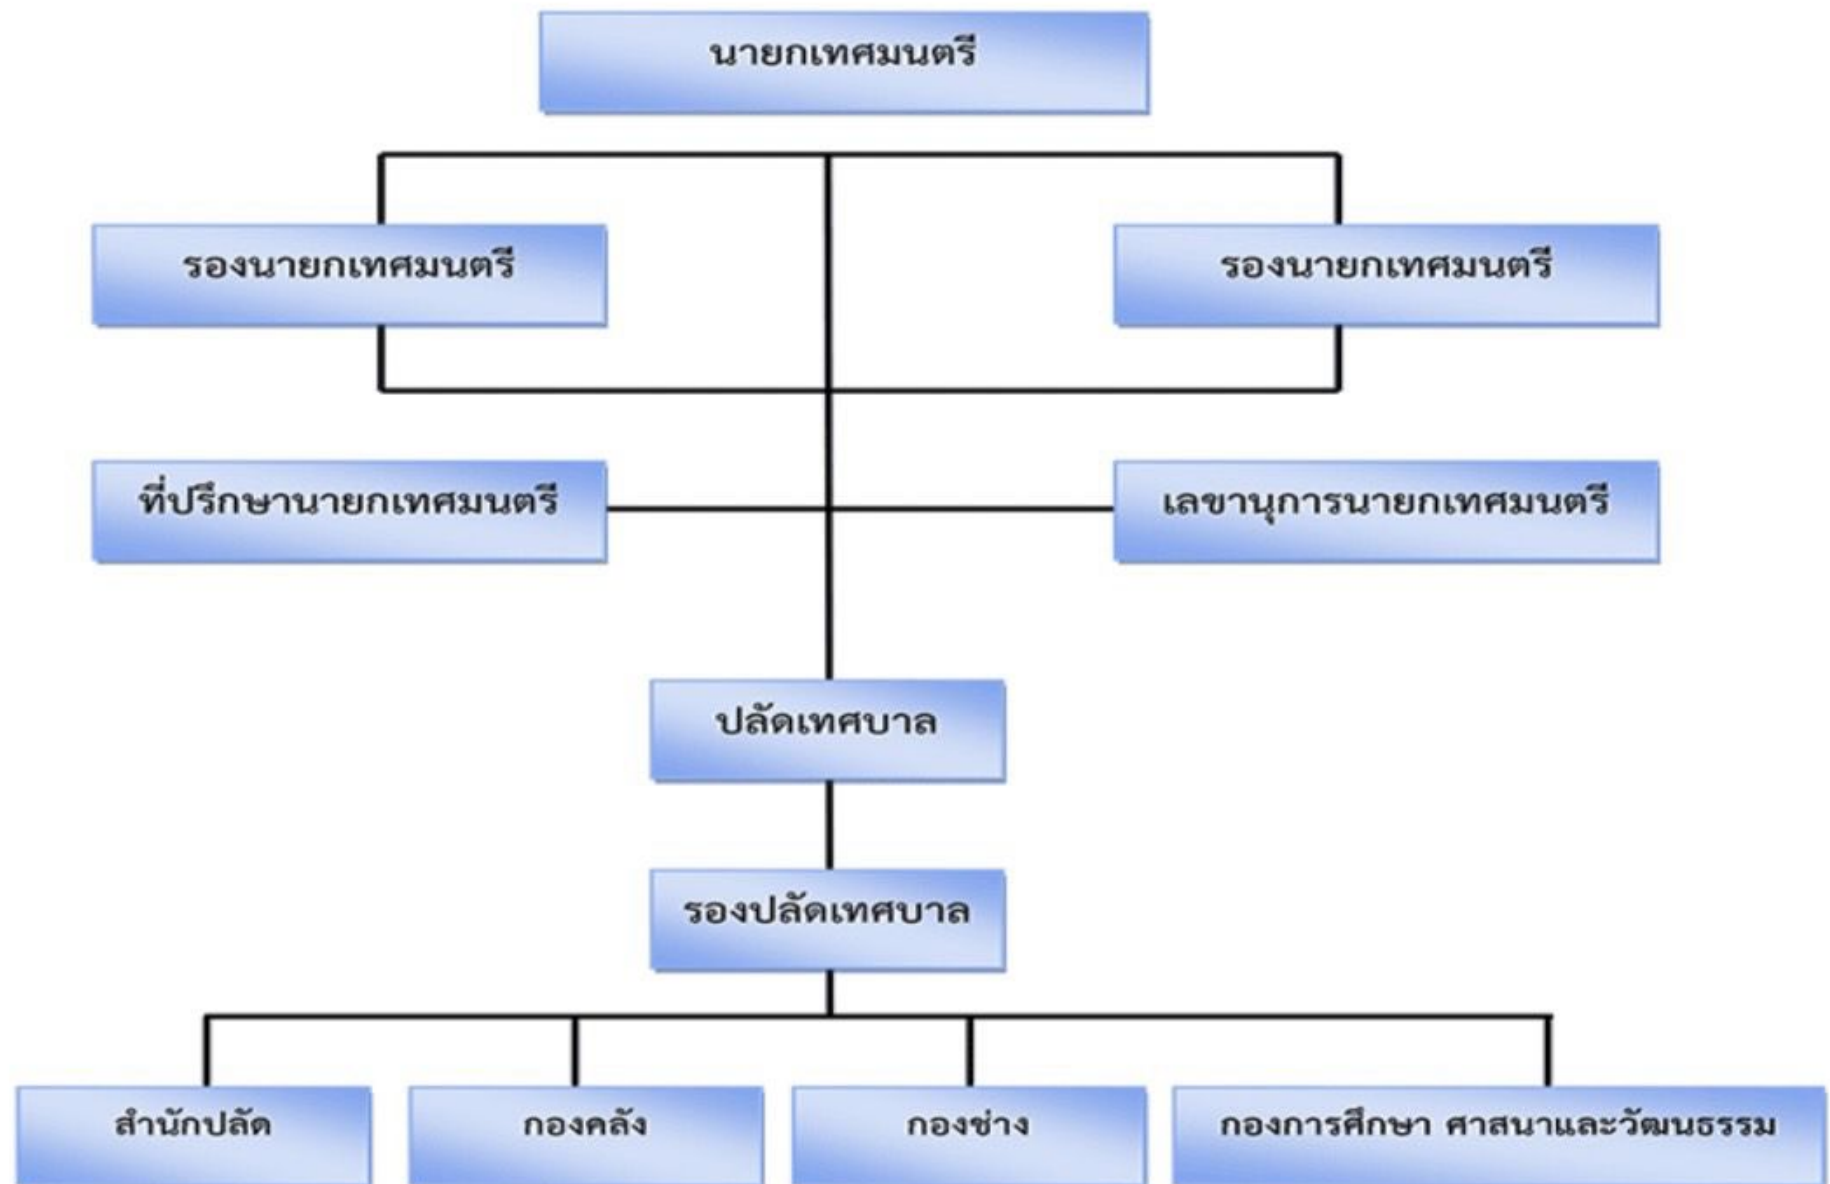 นายกเทศมนตรี
รองนายกเทศมนตรี
รองนายกเทศมนตรี
ที่ปรึกษานายกเทศมนตรี
เลขานุการนายกเทศมนตรี
ปลัดเทศบาล
รองปลัดเทศบาล
สำนักปลัด
กองคลัง
กองช่าง
กองการศึกษา ศาสนาและวัฒนธรรม